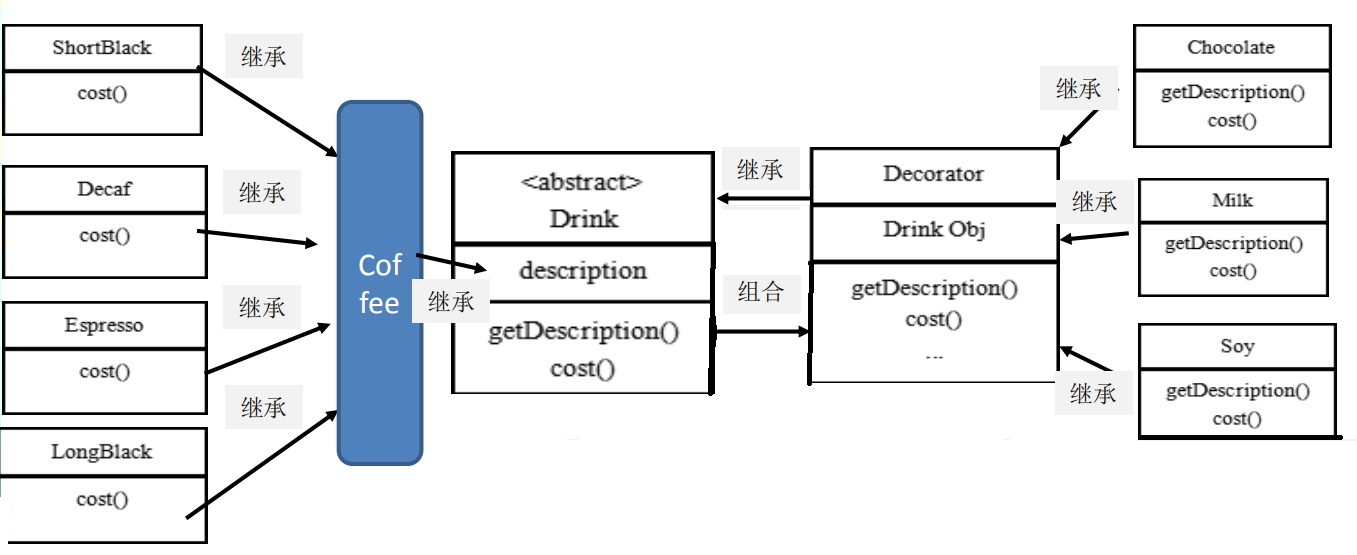 ShortBlack
cost()
继承
Decaf
cost()
继承
Espresso
cost()
继承
LongBlack
cost()
继承
Cof
fee
继承
<abstract>
Drink
description
getDescription()
cost()
继承
组合
Decorator
Drink Obj
getDescription()
cost()
...
继承
Chocolate
getDescription()
cost()
继承
Milk
getDescription()
cost()
继承
Soy
getDescription()
cost()